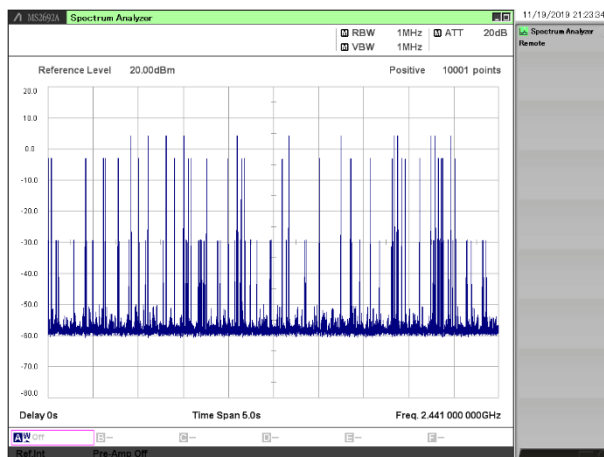 MS2692A Spectrum Analyzer
11/19/2019 21:23:34
Spectrum Analyzer
Remote
M RBW 1MHz M ATT 20dB
M VBW 1MHz
Reference Level 20.00dBm Positive 10001 points
20.0
10.0
0.0
-10.0
-20.0
-30.0
-40.0
-50.0
-60.0
-70.0
-80.0
Delay 0s Time Span 5.0s Freq. 2.441 000 000GHz
A W Off B – C – D – E – F –
Ref.Int Pre-Amp Off